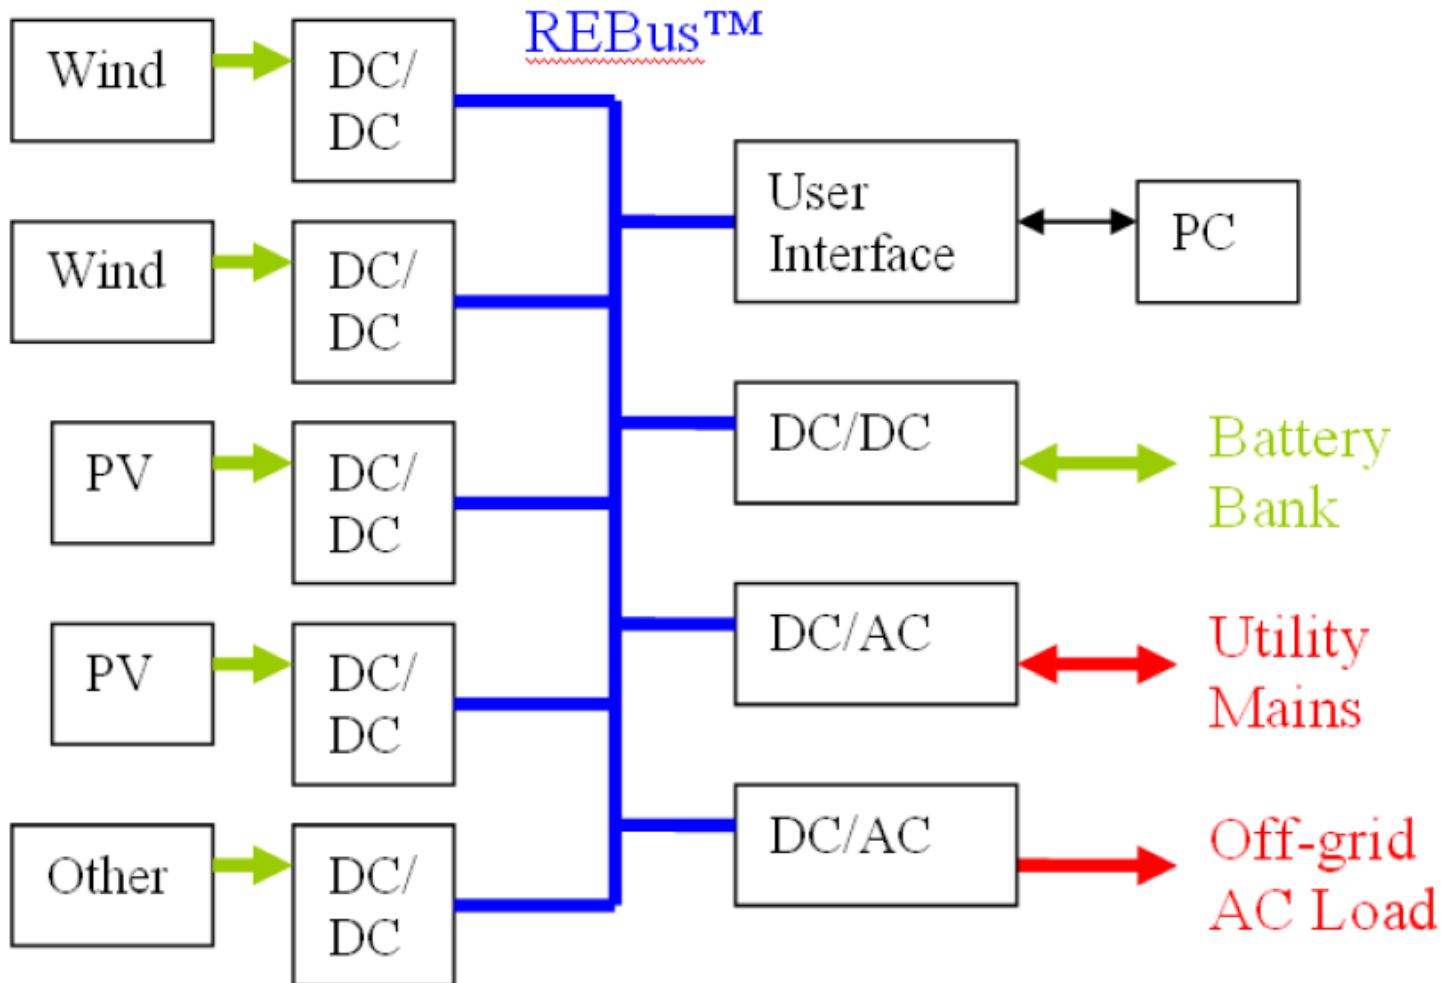 REBus™
Wind
DC/
DC
Wind
DC/
DC
PV
DC/
DC
PV
DC/
DC
Other
DC/
DC
User
Interface
PC
DC/DC
Battery
Bank
DC/AC
Utility
Mains
DC/AC
Off-grid
AC Load